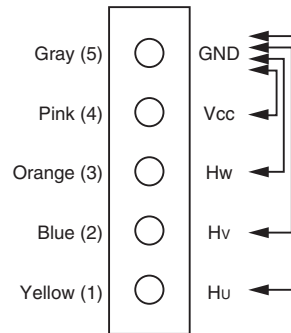 Gray (5) GND
Pink (4) Vcc
Orange (3) Hw
Blue (2) Hv
Yellow (1) Hu